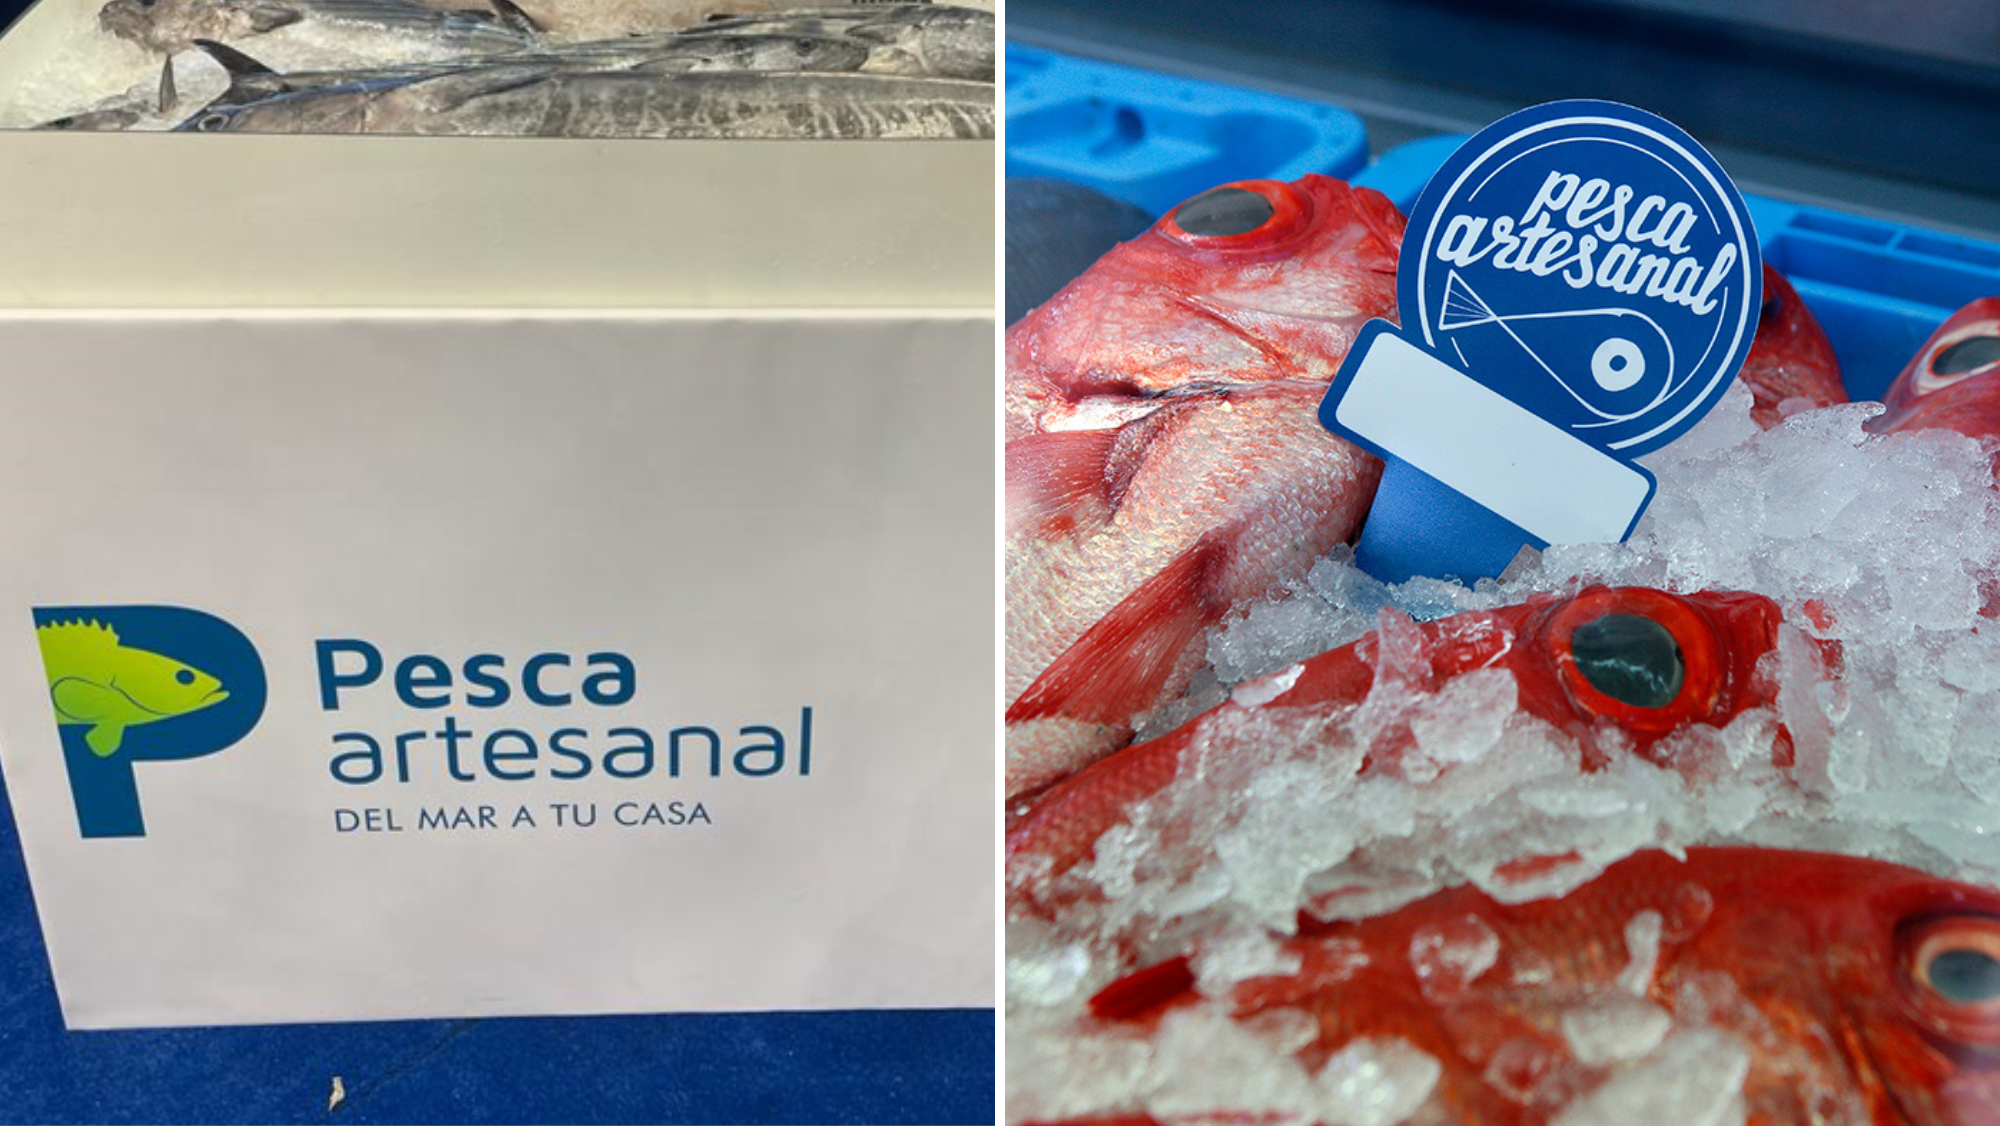 Pesca
artesanal
DEL MAR A TU CASA
pesca
artesanal